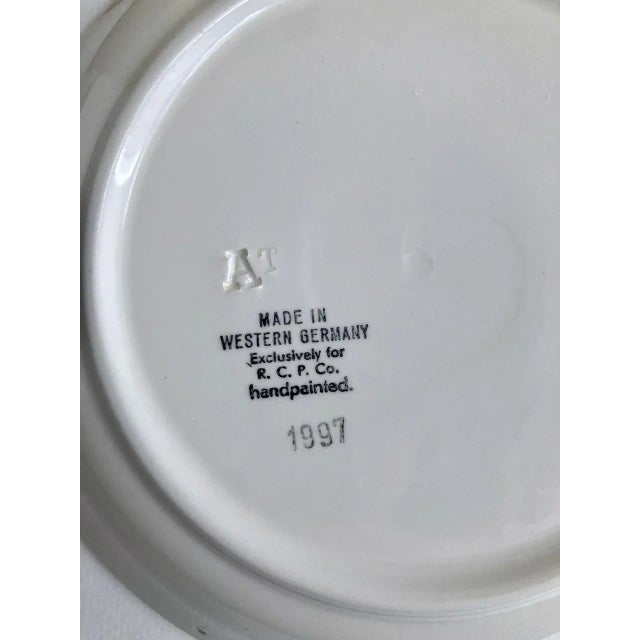 AT
MADE IN
WESTERN GERMANY
Exclusively for
R. C. P. Co.
handpainted.
1997